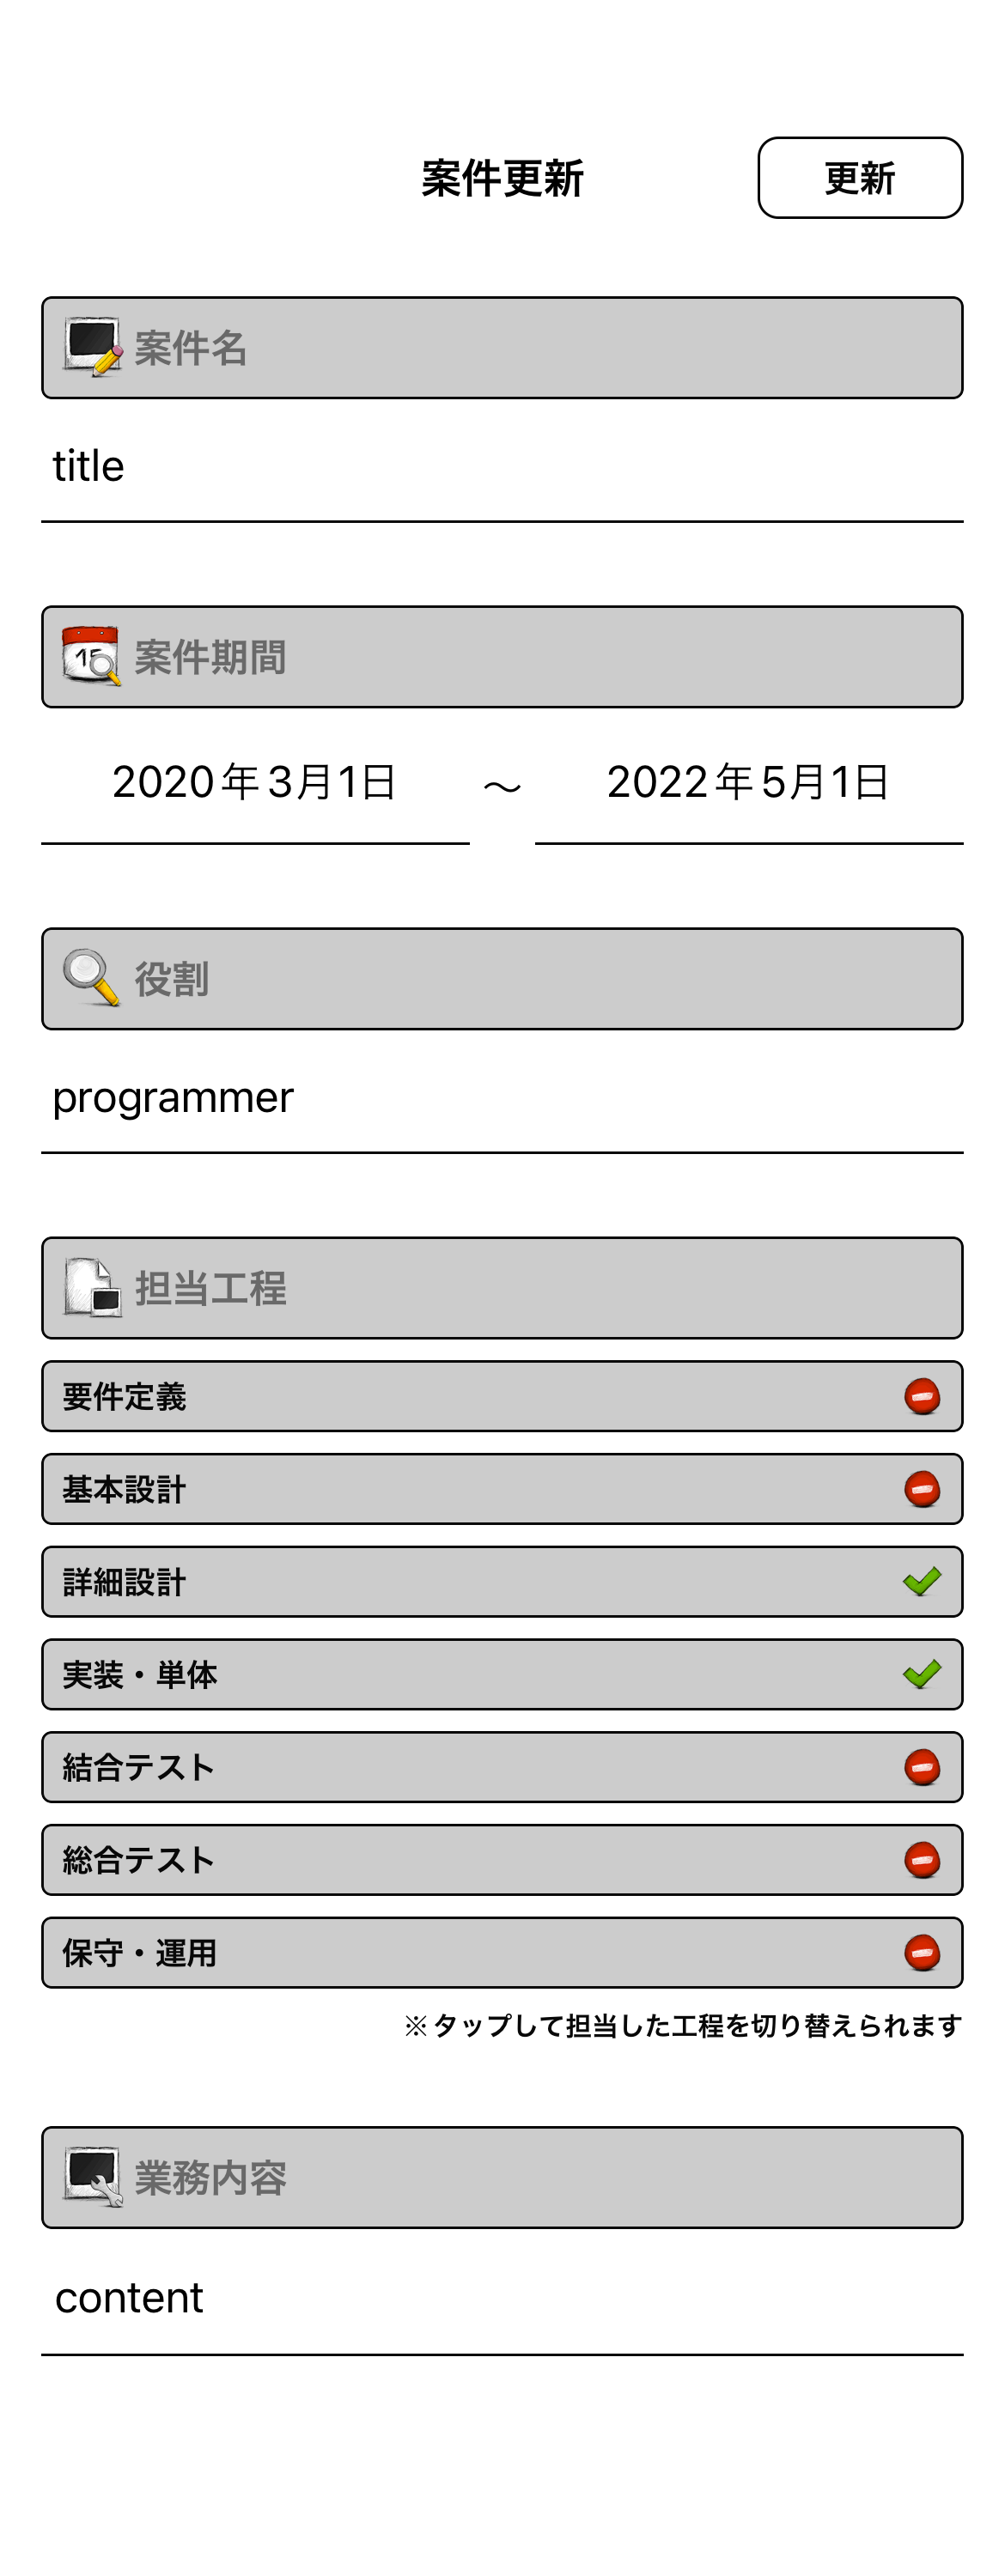 案件更新
更新
案件名
title
案件期間
2020年3月1日 〜 2022年5月1日
役割
programmer
担当工程
要件定義
基本設計
詳細設計
実装・単体
結合テスト
総合テスト
保守・運用
※タップして担当した工程を切り替えられます
業務内容
content